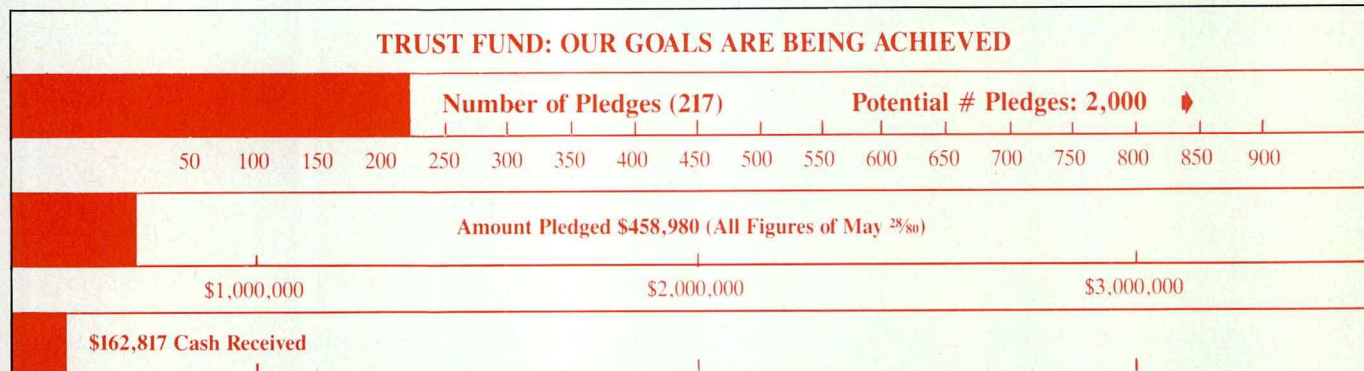 TRUST FUND: OUR GOALS ARE BEING ACHIEVED
Number of Pledges (217) Potential # Pledges: 2,000
50 100 150 200 250 300 350 400 450 500 550 600 650 700 750 800 850 900
Amount Pledged $458,980 (All Figures of May 28/80)
$1,000,000 $2,000,000 $3,000,000
$162,817 Cash Received